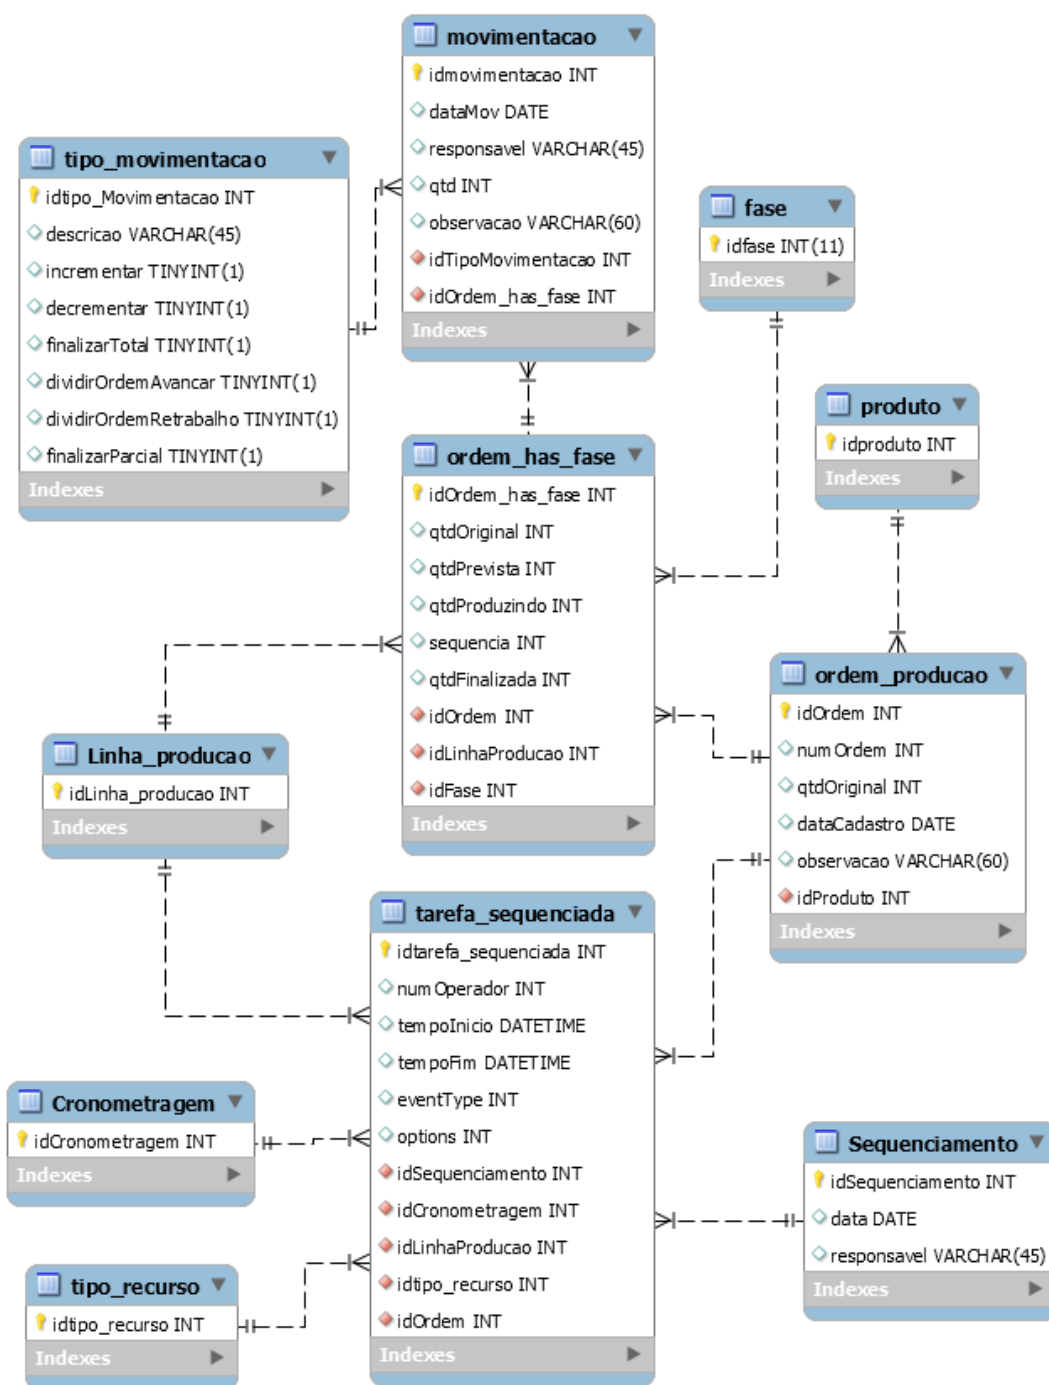 movimentacao
idmovimentacao INT
dataMov DATE
responsavel VARCHAR(45)
qtd INT
observacao VARCHAR(60)
idTipoMovimentacao INT
idOrdem_has_fase INT
Indexes
tipo_movimentacao
idtipo_Movimentacao INT
descricao VARCHAR(45)
incrementar TINYINT(1)
decrementar TINYINT(1)
finalizarTotal TINYINT(1)
dividirOrdemAvancar TINYINT(1)
dividirOrdemRetrabalho TINYINT(1)
finalizarParcial TINYINT(1)
Indexes
fase
idfase INT(11)
Indexes
produto
idproduto INT
Indexes
ordem_has_fase
idOrdem_has_fase INT
qtdOriginal INT
qtdPrevista INT
qtdProduzindo INT
sequencia INT
qtdFinalizada INT
idOrdem INT
idLinhaProducao INT
idFase INT
Indexes
ordem_producao
idOrdem INT
numOrdem INT
qtdOriginal INT
dataCadastro DATE
observacao VARCHAR(60)
idProduto INT
Indexes
Linha_producao
idLinha_producao INT
Indexes
tarefa_sequenciada
idtarefa_sequenciada INT
numOperador INT
tempoInicio DATETIME
tempoFim DATETIME
eventType INT
options INT
idSequenciamento INT
idCronometragem INT
idLinhaProducao INT
idtipo_recurso INT
idOrdem INT
Indexes
Cronometragem
idCronometragem INT
Indexes
Sequenciamento
idSequenciamento INT
data DATE
responsavel VARCHAR(45)
Indexes
tipo_recurso
idtipo_recurso INT
Indexes